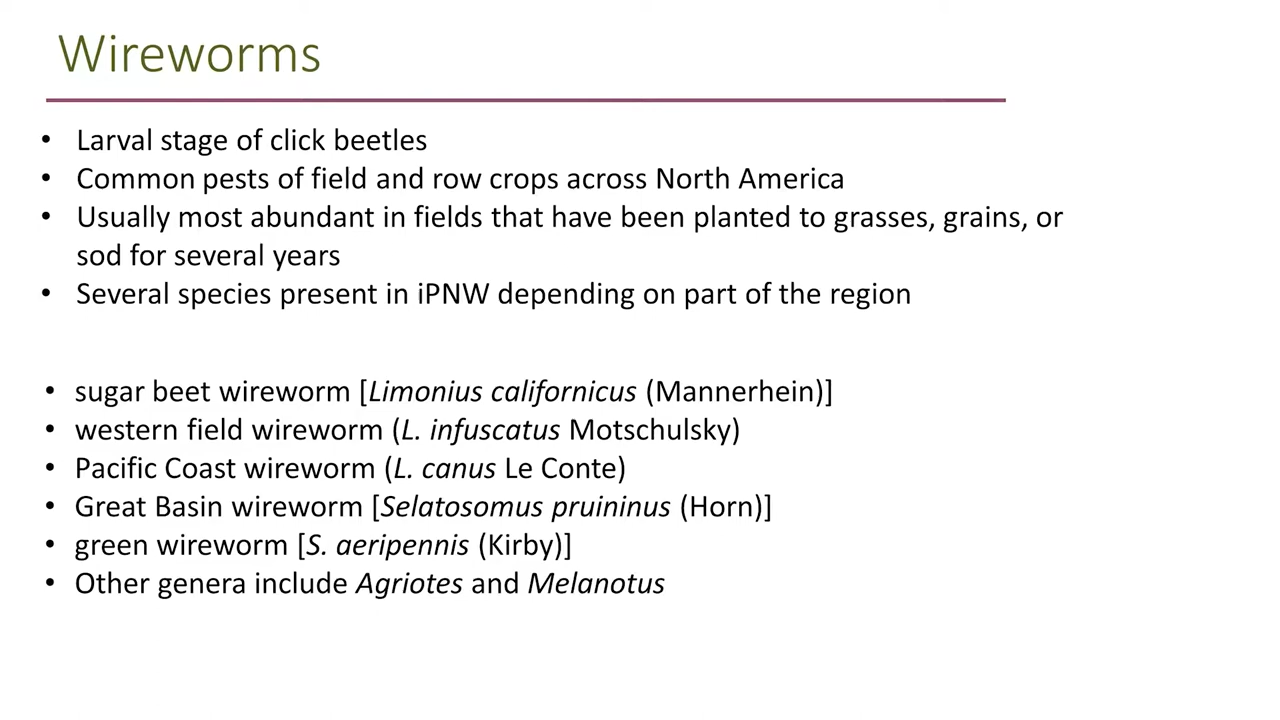 Wireworms
• Larval stage of click beetles
• Common pests of field and row crops across North America
• Usually most abundant in fields that have been planted to grasses, grains, or
sod for several years
• Several species present in iPNW depending on part of the region
• sugar beet wireworm [Limonius californicus (Mannerhein)]
• western field wireworm (L. infuscatus Motschulsky)
• Pacific Coast wireworm (L. canus Le Conte)
• Great Basin wireworm [Selatosomus pruininus (Horn)]
• green wireworm [S. aeripennis (Kirby)]
• Other genera include Agriotes and Melanotus